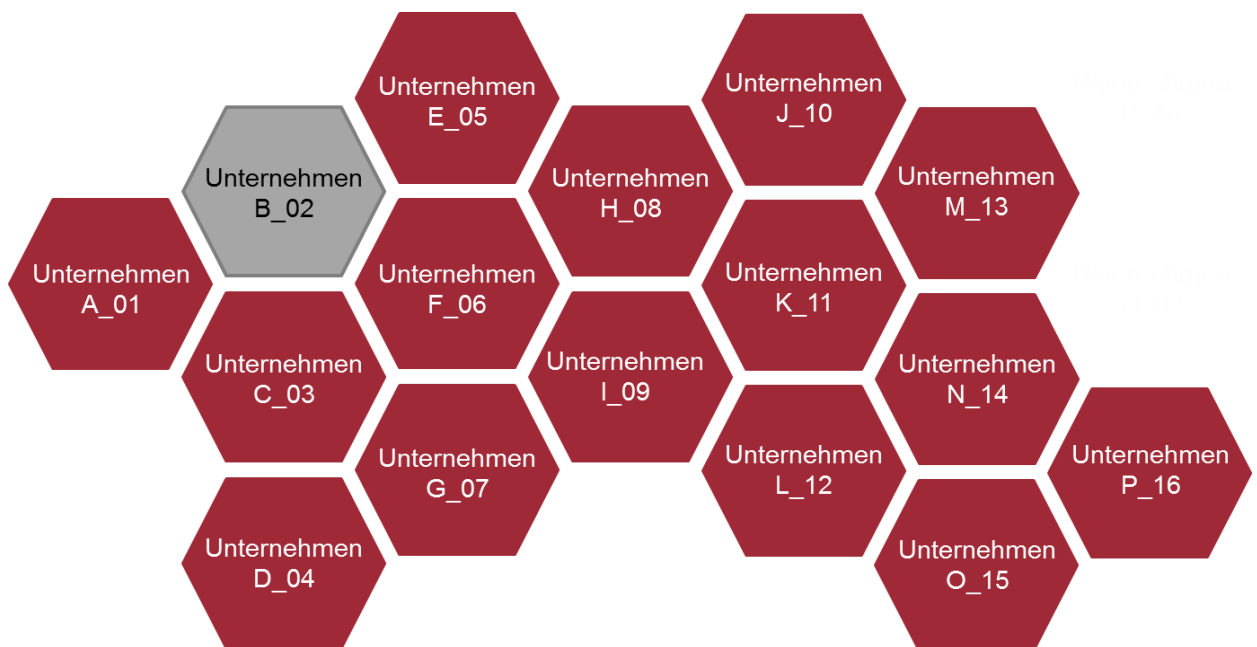 Unternehmen
A_01
Unternehmen
B_02
Unternehmen
C_03
Unternehmen
D_04
Unternehmen
E_05
Unternehmen
F_06
Unternehmen
G_07
Unternehmen
H_08
Unternehmen
I_09
Unternehmen
J_10
Unternehmen
K_11
Unternehmen
L_12
Unternehmen
M_13
Unternehmen
N_14
Unternehmen
O_15
Unternehmen
P_16